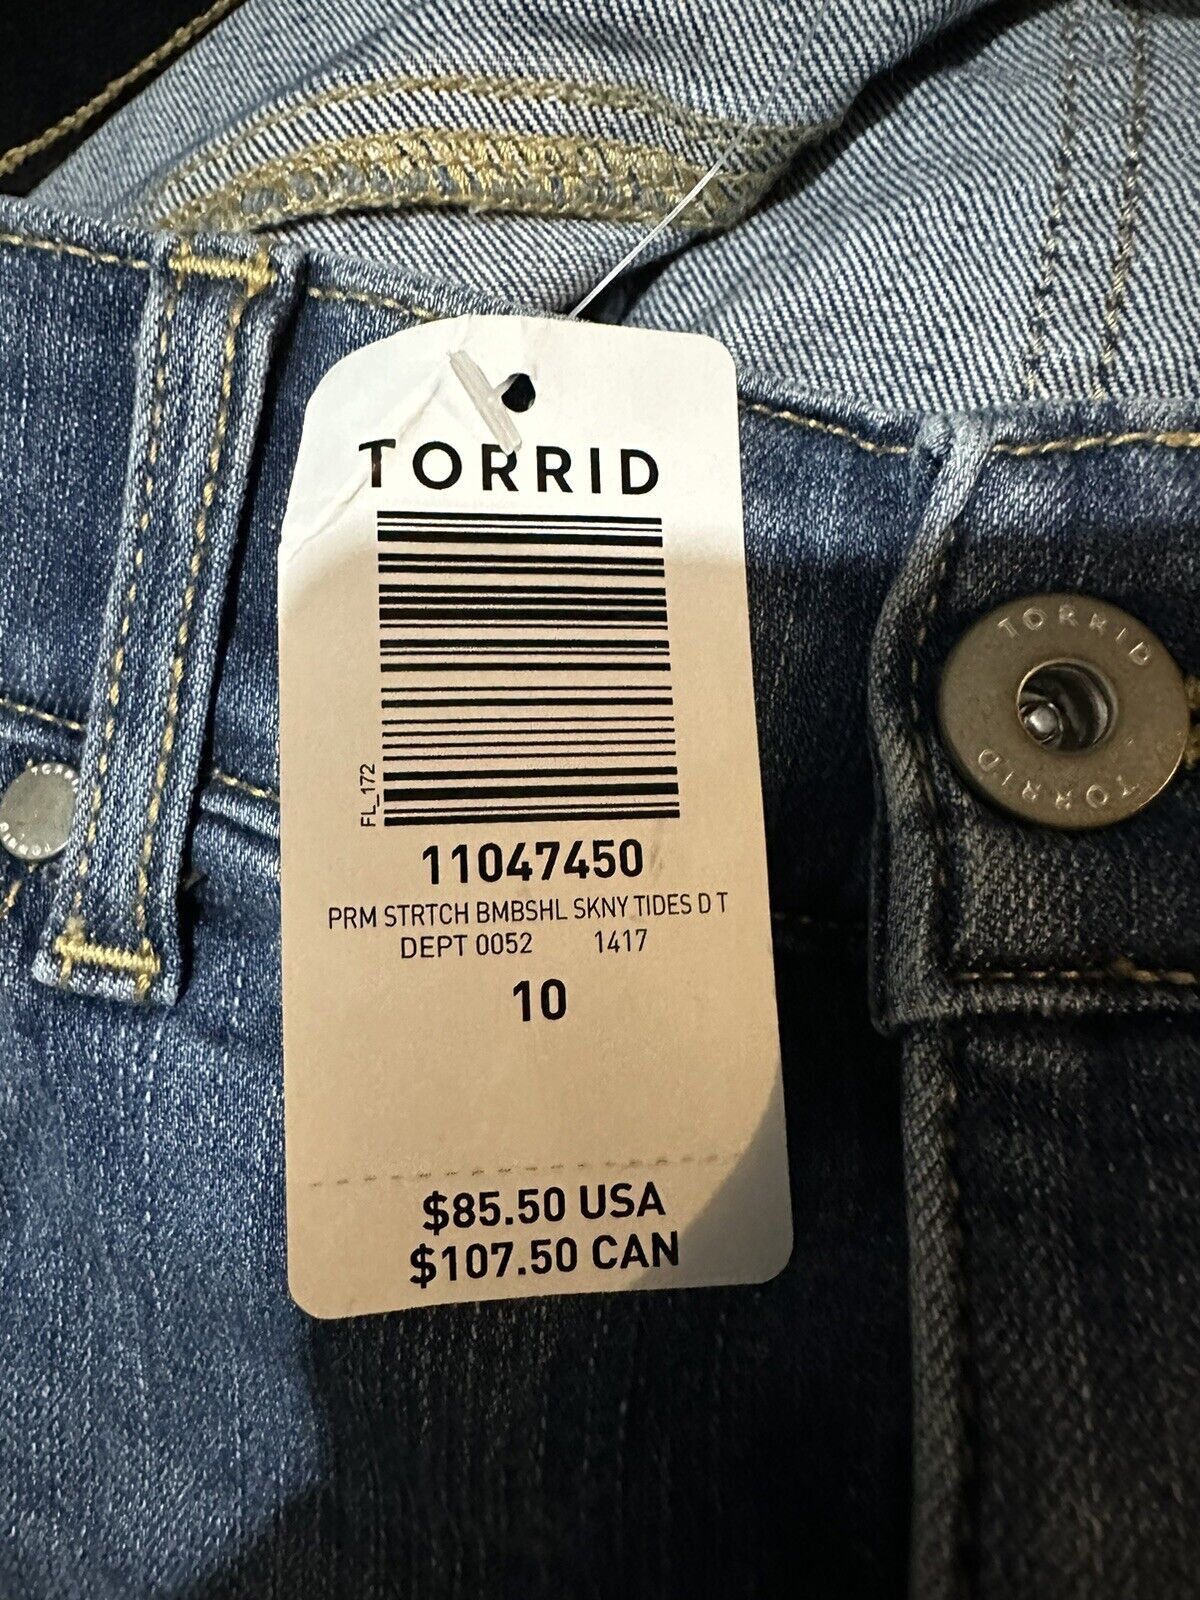 TORRID
FL_172
11047450
PRM STRTCH BMBSHL SKNY TIDES D T
DEPT 0052 1417
10
$85.50 USA
$107.50 CAN
TORRID
TORRID
TORRID